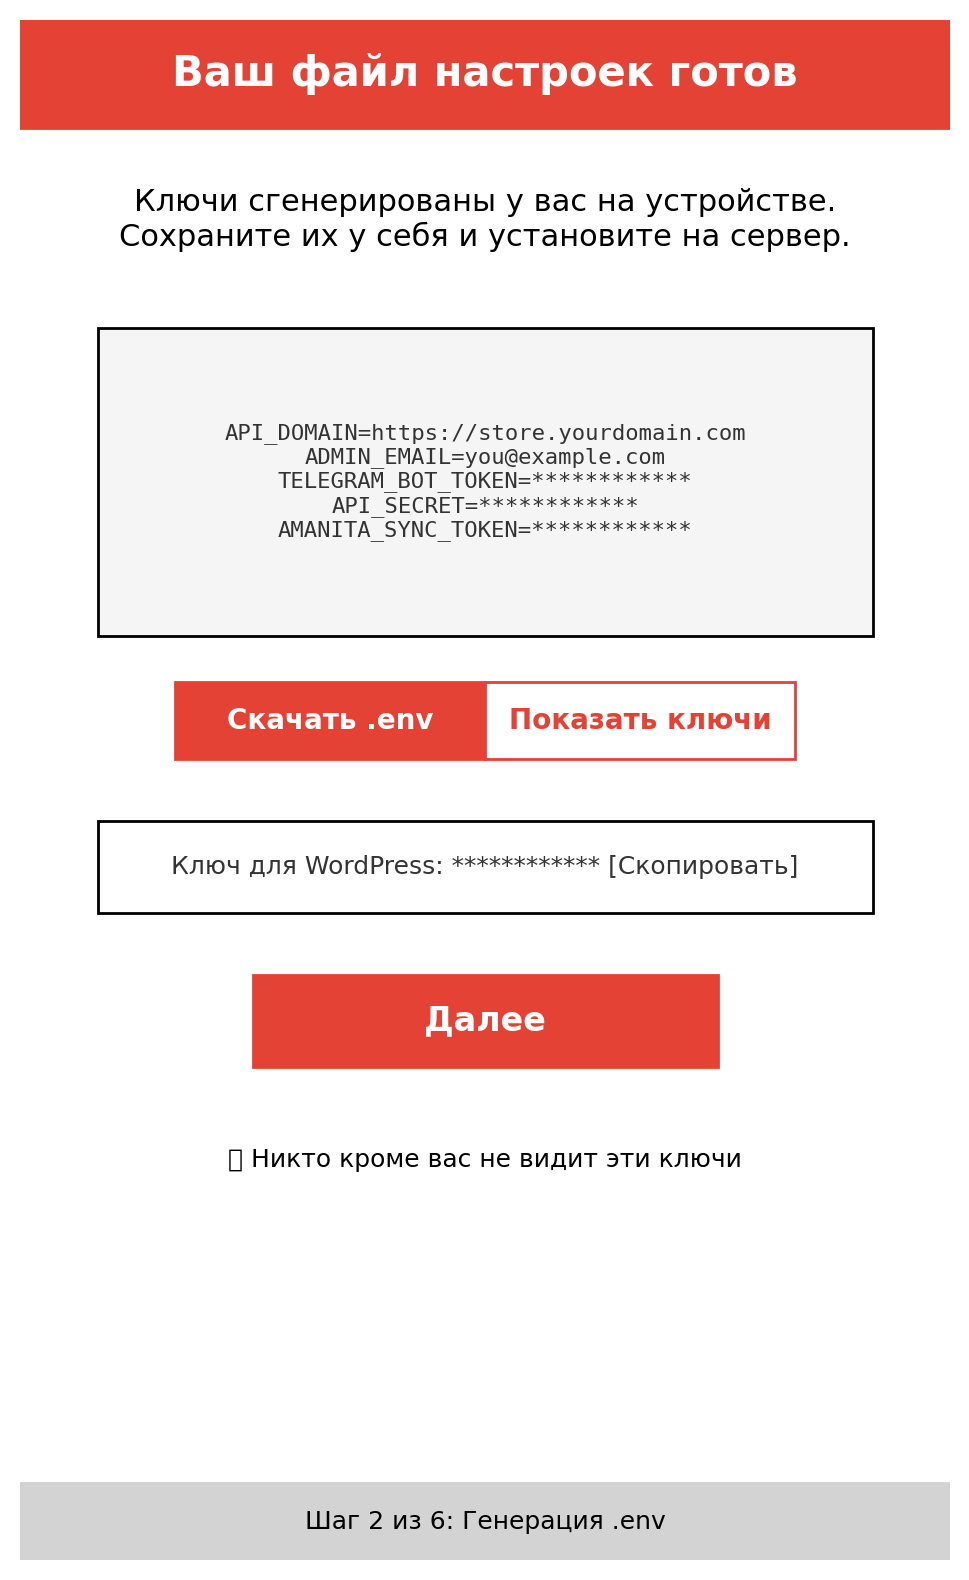 Ваш файл настроек готов
Ключи сгенерированы у вас на устройстве.
Сохраните их у себя и установите на сервер.
API_DOMAIN=https://store.yourdomain.com
ADMIN_EMAIL=you@example.com
TELEGRAM_BOT_TOKEN=************
API_SECRET=************
AMANITA_SYNC_TOKEN=************
Скачать .env
Показать ключи
Ключ для WordPress: ************ [Скопировать]
Далее
Никто кроме вас не видит эти ключи
Шаг 2 из 6: Генерация .env